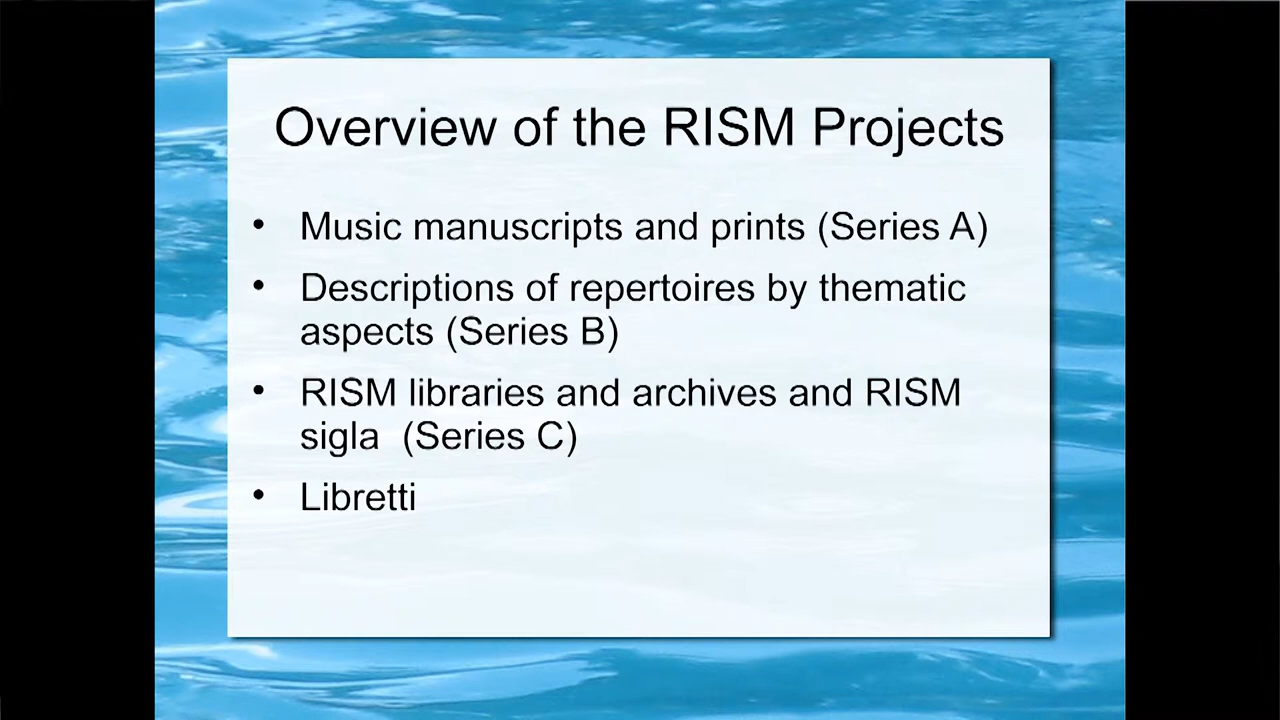 Overview of the RISM Projects
• Music manuscripts and prints (Series A)
• Descriptions of repertoires by thematic
aspects (Series B)
• RISM libraries and archives and RISM
sigla  (Series C)
• Libretti